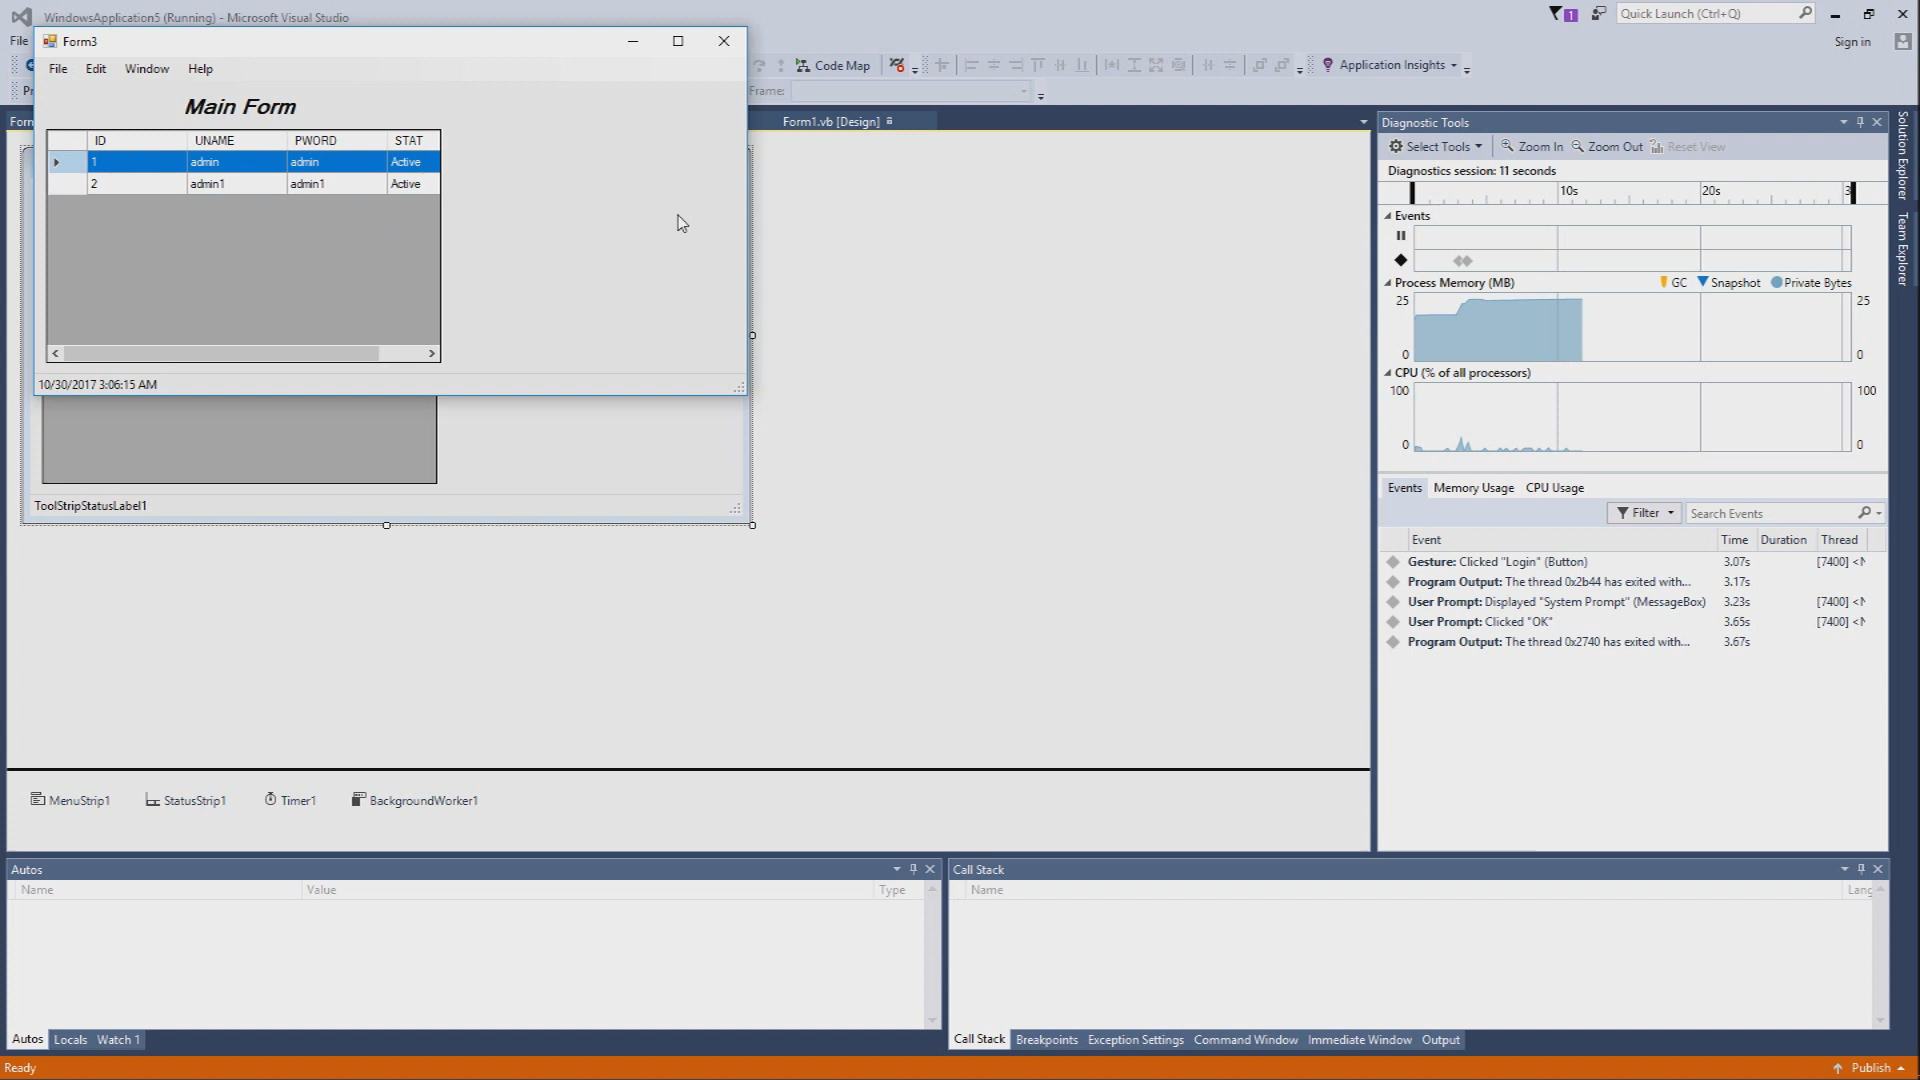 WindowsApplication5 (Running) - Microsoft Visual Studio
1
Quick Launch (Ctrl+Q)
File
Sign in
Form3
File Edit Window Help
Code Map
Application Insights
Frame:
Main Form
Form1.vb [Design]
ID UNAME PWORD STAT
1 admin admin Active
2 admin1 admin1 Active
10/30/2017 3:06:15 AM
ToolStripStatusLabel1
MenuStrip1 StatusStrip1 Timer1 BackgroundWorker1
Diagnostic Tools
Select Tools Zoom In Zoom Out Reset View
Diagnostics session: 11 seconds
10s 20s 3
Events
Process Memory (MB) GC Snapshot Private Bytes
25 25
0 0
CPU (% of all processors)
100 100
0 0
Events Memory Usage CPU Usage
Filter Search Events
Event Time Duration Thread
Gesture: Clicked "Login" (Button) 3.07s [7400] <N
Program Output: The thread 0x2b44 has exited with... 3.17s
User Prompt: Displayed "System Prompt" (MessageBox) 3.23s [7400] <N
User Prompt: Clicked "OK" 3.65s [7400] <N
Program Output: The thread 0x2740 has exited with... 3.67s
Solution Explorer
Team Explorer
Autos
Name Value Type
Autos Locals Watch 1
Call Stack
Name Lang
Call Stack Breakpoints Exception Settings Command Window Immediate Window Output
Ready
Publish